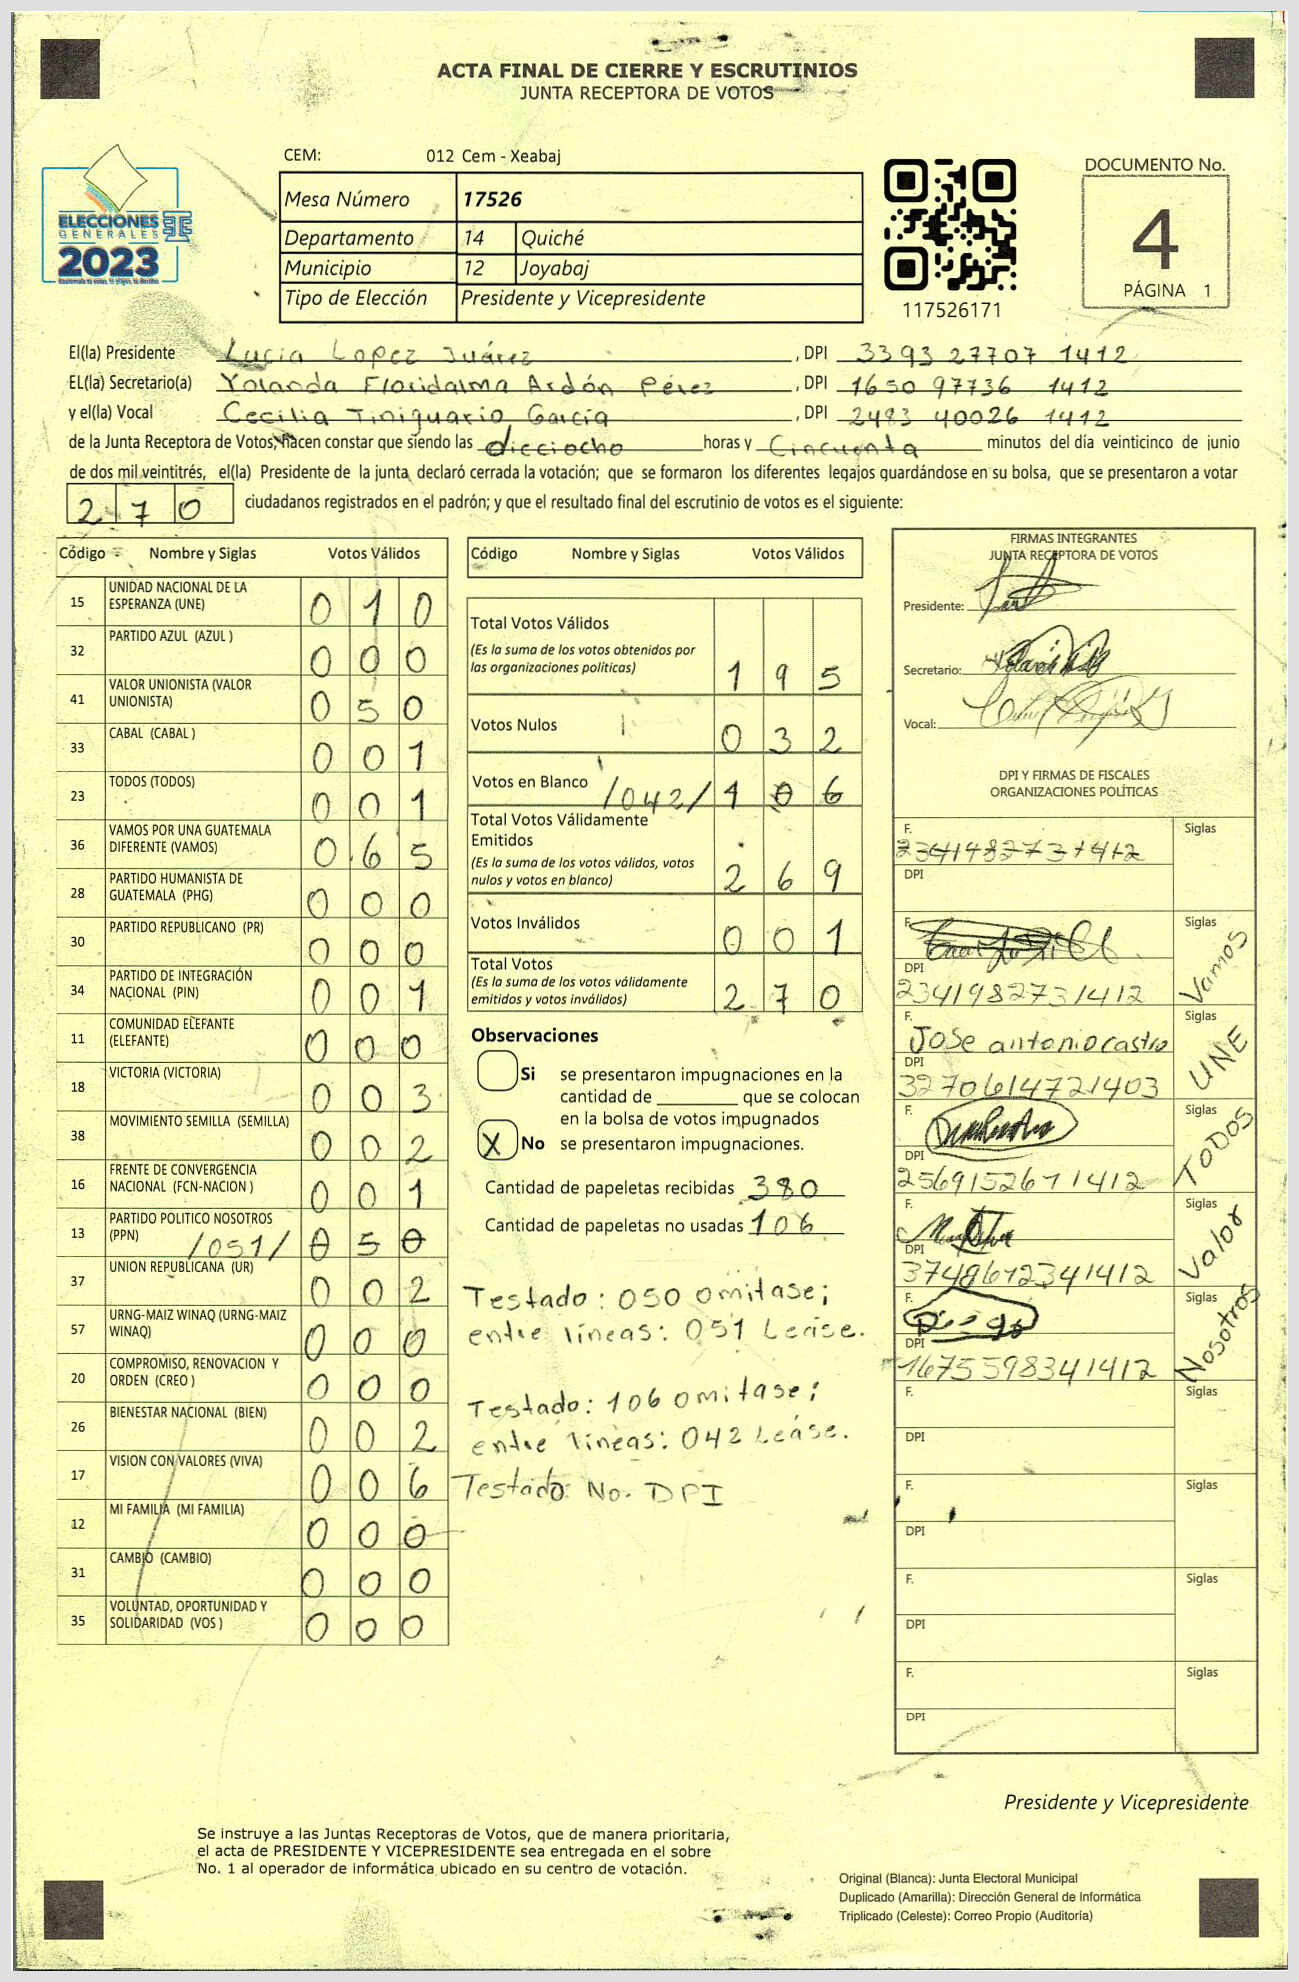 ACTA FINAL DE CIERRE Y ESCRUTINIOS
JUNTA RECEPTORA DE VOTOS
ELECCIONES
GENERALES
2023
CEM: 012 Cem - Xeabaj
Mesa Número 17526
Departamento 14 Quiché
Municipio 12 Joyabaj
Tipo de Elección Presidente y Vicepresidente
117526171
DOCUMENTO No.
4
PÁGINA 1
El(la) Presidente Lucia Lopez Juárez , DPI 3393 27707 1412
EL(la) Secretario(a) Yolanda Floridalma Ardón Pérez , DPI 1650 97736 1412
y el(la) Vocal Cecilia Tiniguario García , DPI 2483 40026 1412
de la Junta Receptora de Votos, hacen constar que siendo las dieciocho horas y Cincuenta minutos del día veinticinco de junio
de dos mil veintitrés, el(la) Presidente de la junta declaró cerrada la votación; que se formaron los diferentes legajos guardándose en su bolsa, que se presentaron a votar
270 ciudadanos registrados en el padrón; y que el resultado final del escrutinio de votos es el siguiente:
Código Nombre y Siglas Votos Válidos
15 UNIDAD NACIONAL DE LA ESPERANZA (UNE) 0 1 0
32 PARTIDO AZUL (AZUL ) 0 0 0
41 VALOR UNIONISTA (VALOR UNIONISTA) 0 5 0
33 CABAL (CABAL ) 0 0 1
23 TODOS (TODOS) 0 0 1
36 VAMOS POR UNA GUATEMALA DIFERENTE (VAMOS) 0 6 5
28 PARTIDO HUMANISTA DE GUATEMALA (PHG) 0 0 0
30 PARTIDO REPUBLICANO (PR) 0 0 0
34 PARTIDO DE INTEGRACIÓN NACIONAL (PIN) 0 0 1
11 COMUNIDAD ELEFANTE (ELEFANTE) 0 0 0
18 VICTORIA (VICTORIA) 0 0 3
38 MOVIMIENTO SEMILLA (SEMILLA) 0 0 2
16 FRENTE DE CONVERGENCIA NACIONAL (FCN-NACION ) 0 0 1
13 PARTIDO POLITICO NOSOTROS (PPN) /051/ 0 5 0
37 UNION REPUBLICANA (UR) 0 0 2
57 URNG-MAIZ WINAQ (URNG-MAIZ WINAQ) 0 0 0
20 COMPROMISO, RENOVACION Y ORDEN (CREO ) 0 0 0
26 BIENESTAR NACIONAL (BIEN) 0 0 2
17 VISION CON VALORES (VIVA) 0 0 6
12 MI FAMILIA (MI FAMILIA) 0 0 0
31 CAMBIO (CAMBIO) 0 0 0
35 VOLUNTAD, OPORTUNIDAD Y SOLIDARIDAD (VOS ) 0 0 0
Código Nombre y Siglas Votos Válidos
Total Votos Válidos
(Es la suma de los votos obtenidos por
las organizaciones políticas) 1 9 5
Votos Nulos 0 3 2
Votos en Blanco /042/ 1 0 6
Total Votos Válidamente
Emitidos
(Es la suma de los votos válidos, votos
nulos y votos en blanco) 2 6 9
Votos Inválidos 0 0 1
Total Votos
(Es la suma de los votos válidamente
emitidos y votos inválidos) 2 7 0
Observaciones
Si se presentaron impugnaciones en la
cantidad de ________ que se colocan
en la bolsa de votos impugnados
X No se presentaron impugnaciones.
Cantidad de papeletas recibidas 380
Cantidad de papeletas no usadas 106
Testado: 050 omitase;
entre líneas: 051 Lease.
Testado: 106 omitase;
entre líneas: 042 Léase.
Testado: No. DPI
FIRMAS INTEGRANTES
JUNTA RECEPTORA DE VOTOS
Presidente:
Secretario:
Vocal:
DPI Y FIRMAS DE FISCALES
ORGANIZACIONES POLÍTICAS
F. 2341982731412 Siglas
DPI
F. Siglas Vamos
DPI 2341982731412
F. Jose antonio castro Siglas UNE
DPI 3270614721403
F. Siglas TODOS
DPI 2569152671412
F. Siglas Valor
DPI 3748672341412
F. Siglas Nosotros
DPI 1675598341412
F. Siglas
DPI
F. Siglas
DPI
F. Siglas
DPI
F. Siglas
DPI
Presidente y Vicepresidente
Se instruye a las Juntas Receptoras de Votos, que de manera prioritaria,
el acta de PRESIDENTE Y VICEPRESIDENTE sea entregada en el sobre
No. 1 al operador de informática ubicado en su centro de votación.
Original (Blanca): Junta Electoral Municipal
Duplicado (Amarilla): Dirección General de Informática
Triplicado (Celeste): Correo Propio (Auditoría)